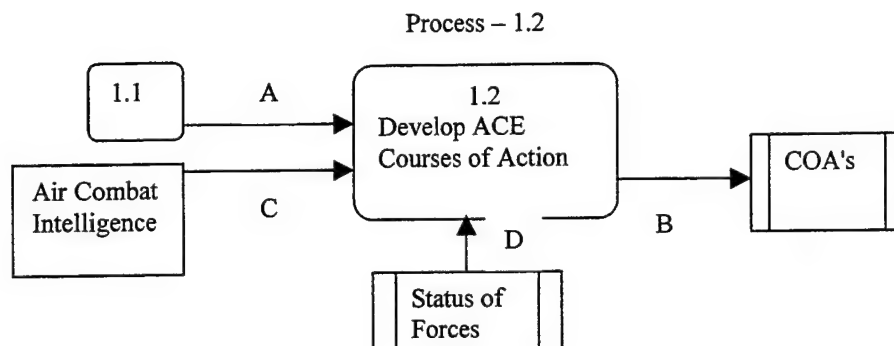 Process – 1.2
1.1
A
1.2
Develop ACE
Courses of Action
COA's
Air Combat
Intelligence
C
B
D
Status of
Forces